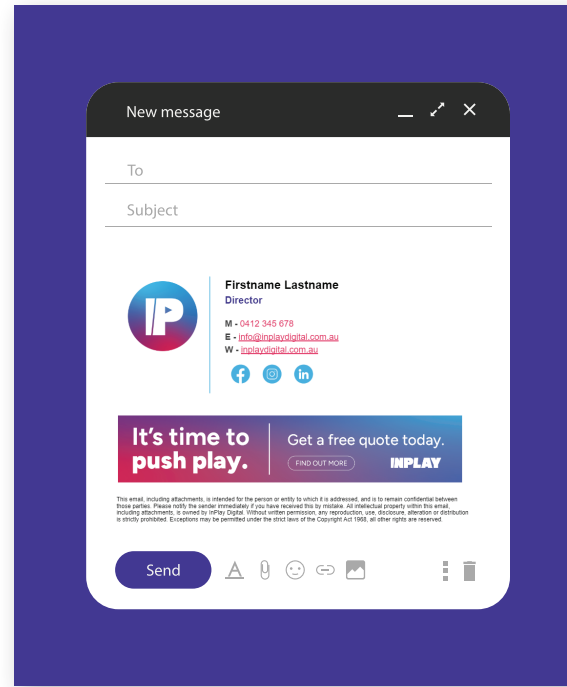 New message
To
Subject
IP
Firstname Lastname
Director
M - 0412 345 678
E - info@inplaydigital.com.au
W - inplaydigital.com.au
It's time to
push play.
Get a free quote today.
FIND OUT MORE
INPLAY
This email, including attachments, is intended for the person or entity to which it is addressed, and is to remain confidential between
those parties. Please notify the sender immediately if you have received this by mistake. All intellectual property within this email,
including attachments, is owned by InPlay Digital. Without written permission, any reproduction, use, disclosure, alteration or distribution
is strictly prohibited. Exceptions may be permitted under the strict laws of the Copyright Act 1968, all other rights are reserved.
Send